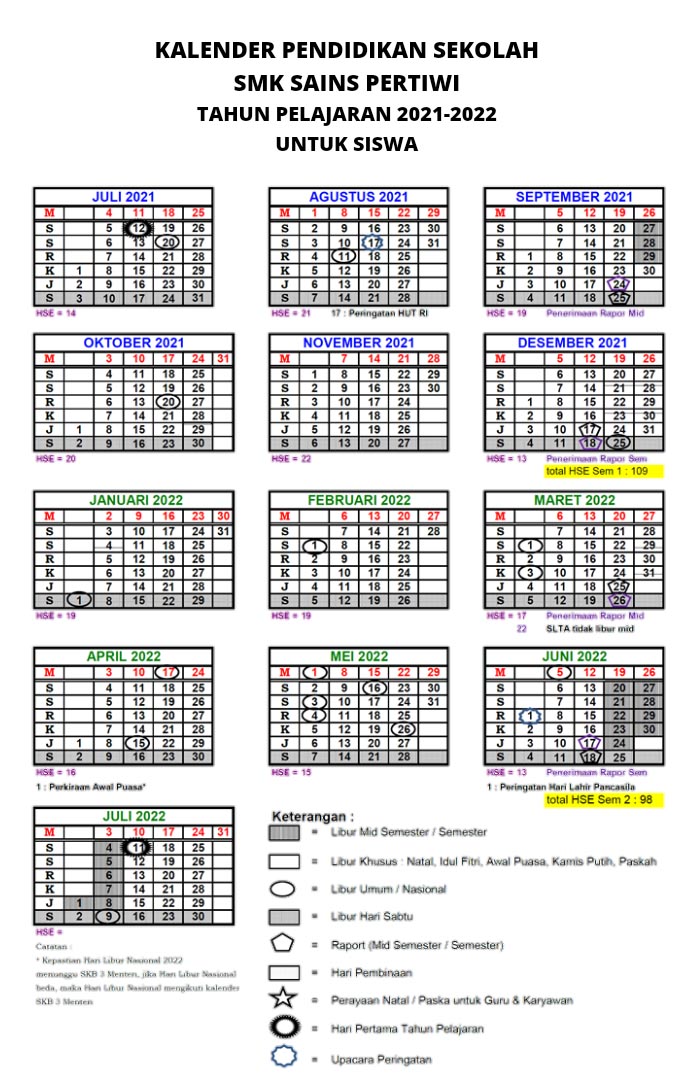 KALENDER PENDIDIKAN SEKOLAH
SMK SAINS PERTIWI
TAHUN PELAJARAN 2021-2022
UNTUK SISWA
JULI 2021
M 4 11 18 25
S 5 12 19 26
S 6 13 20 27
R 7 14 21 28
K 1 8 15 22 29
J 2 9 16 23 30
S 3 10 17 24 31
HSE = 14
AGUSTUS 2021
M 1 8 15 22 29
S 2 9 16 23 30
S 3 10 17 24 31
R 4 11 18 25
K 5 12 19 26
J 6 13 20 27
S 7 14 21 28
HSE = 21 17 : Peringatan HUT RI
SEPTEMBER 2021
M 5 12 19 26
S 6 13 20 27
S 7 14 21 28
R 1 8 15 22 29
K 2 9 16 23 30
J 3 10 17 24
S 4 11 18 25
HSE = 19 Penerimaan Rapor Mid
OKTOBER 2021
M 3 10 17 24 31
S 4 11 18 25
S 5 12 19 26
R 6 13 20 27
K 7 14 21 28
J 1 8 15 22 29
S 2 9 16 23 30
HSE = 20
NOVEMBER 2021
M 7 14 21 28
S 1 8 15 22 29
S 2 9 16 23 30
R 3 10 17 24
K 4 11 18 25
J 5 12 19 26
S 6 13 20 27
HSE = 22
DESEMBER 2021
M 5 12 19 26
S 6 13 20 27
S 7 14 21 28
R 1 8 15 22 29
K 2 9 16 23 30
J 3 10 17 24 31
S 4 11 18 25
HSE = 13 Penerimaan Rapor Sem
total HSE Sem 1 : 109
JANUARI 2022
M 2 9 16 23 30
S 3 10 17 24 31
S 4 11 18 25
R 5 12 19 26
K 6 13 20 27
J 7 14 21 28
S 1 8 15 22 29
HSE = 19
FEBRUARI 2022
M 6 13 20 27
S 7 14 21 28
S 1 8 15 22
R 2 9 16 23
K 3 10 17 24
J 4 11 18 25
S 5 12 19 26
HSE = 19
MARET 2022
M 6 13 20 27
S 7 14 21 28
S 1 8 15 22 29
R 2 9 16 23 30
K 3 10 17 24 31
J 4 11 18 25
S 5 12 19 26
HSE = 17 Penerimaan Rapor Mid
22 SLTA tidak libur mid
APRIL 2022
M 3 10 17 24
S 4 11 18 25
S 5 12 19 26
R 6 13 20 27
K 7 14 21 28
J 1 8 15 22 29
S 2 9 16 23 30
HSE = 16
1 : Perkiraan Awal Puasa*
MEI 2022
M 1 8 15 22 29
S 2 9 16 23 30
S 3 10 17 24 31
R 4 11 18 25
K 5 12 19 26
J 6 13 20 27
S 7 14 21 28
HSE = 15
JUNI 2022
M 5 12 19 26
S 6 13 20 27
S 7 14 21 28
R 1 8 15 22 29
K 2 9 16 23 30
J 3 10 17 24
S 4 11 18 25
HSE = 13 Penerimaan Rapor Sem
1 : Peringatan Hari Lahir Pancasila
total HSE Sem 2 : 98
JULI 2022
M 3 10 17 24 31
S 4 11 18 25
S 5 12 19 26
R 6 13 20 27
K 7 14 21 28
J 1 8 15 22 29
S 2 9 16 23 30
HSE =
Catatan :
* Kepastian Hari Libur Nasional 2022
menunggu SKB 3 Menteri, jika Hari Libur Nasional
beda, maka Hari Libur Nasional mengikuti kalender
SKB 3 Menteri
Keterangan :
= Libur Mid Semester / Semester
= Libur Khusus : Natal, Idul Fitri, Awal Puasa, Kamis Putih, Paskah
= Libur Umum / Nasional
= Libur Hari Sabtu
= Raport (Mid Semester / Semester)
= Hari Pembinaan
= Perayaan Natal / Paska untuk Guru & Karyawan
= Hari Pertama Tahun Pelajaran
= Upacara Peringatan